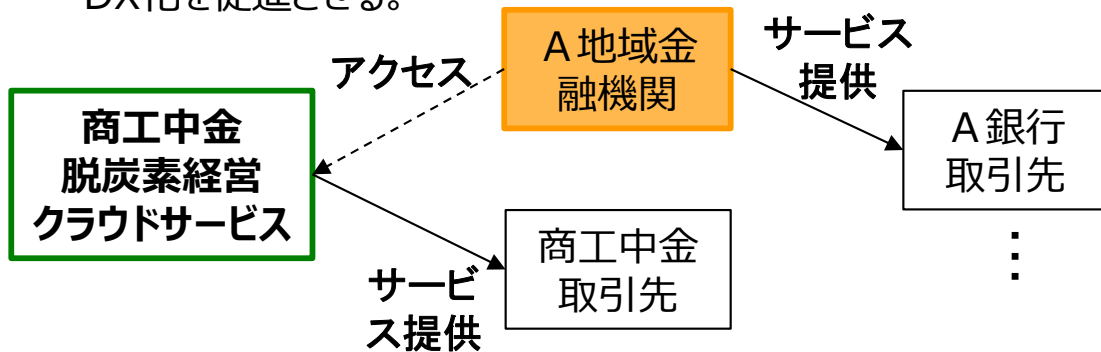 DX化を促進させる。
サービス
提供
A地域金
融機関
アクセス
A銀行
取引先
商工中金
脱炭素経営
クラウドサービス
商工中金
取引先
サービ
ス提供
⋮